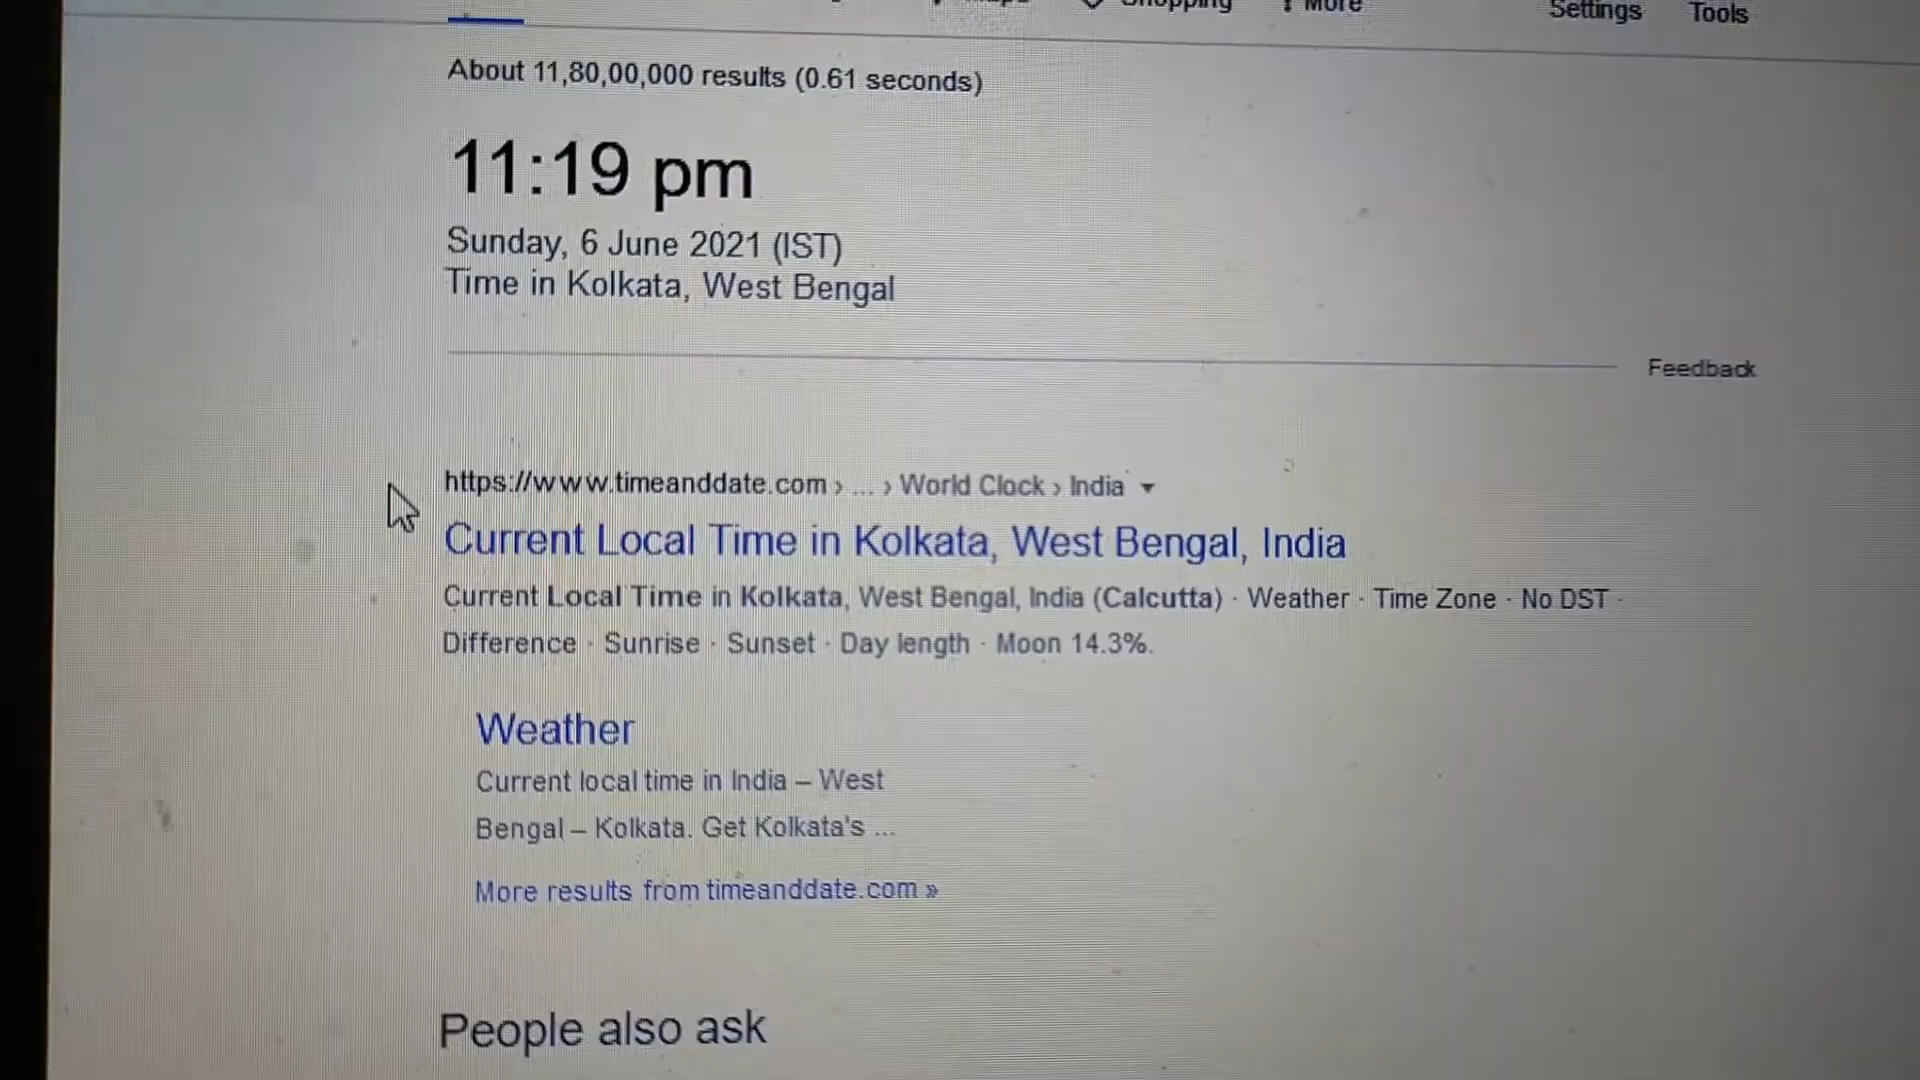 More
Settings Tools
About 11,80,00,000 results (0.61 seconds)
11:19 pm
Sunday, 6 June 2021 (IST)
Time in Kolkata, West Bengal
Feedback
https://www.timeanddate.com › ... › World Clock › India
Current Local Time in Kolkata, West Bengal, India
Current Local Time in Kolkata, West Bengal, India (Calcutta) · Weather · Time Zone · No DST ·
Difference · Sunrise · Sunset · Day length · Moon 14.3%.
Weather
Current local time in India – West
Bengal – Kolkata. Get Kolkata's ...
More results from timeanddate.com »
People also ask